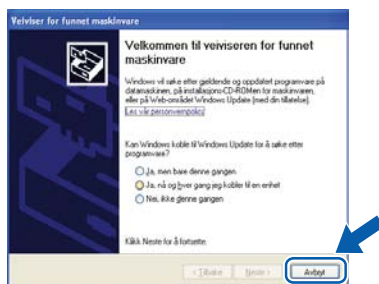 Veiviser for funnet maskinvare
Velkommen til veiviseren for funnet
maskinvare
Windows vil søke etter gjeldende og oppdatert programvare på
datamaskinen, på installasjons-CD-ROMen for maskinvaren,
eller på Web-området Windows Update (med din tillatelse).
Les vår personvernpolicy
Kan Windows koble til Windows Update for å søke etter
programvare?
Ja, men bare denne gangen
Ja, nå og hver gang jeg kobler til en enhet
Nei, ikke denne gangen
Klikk Neste for å fortsette.
< Tilbake
Neste >
Avbryt